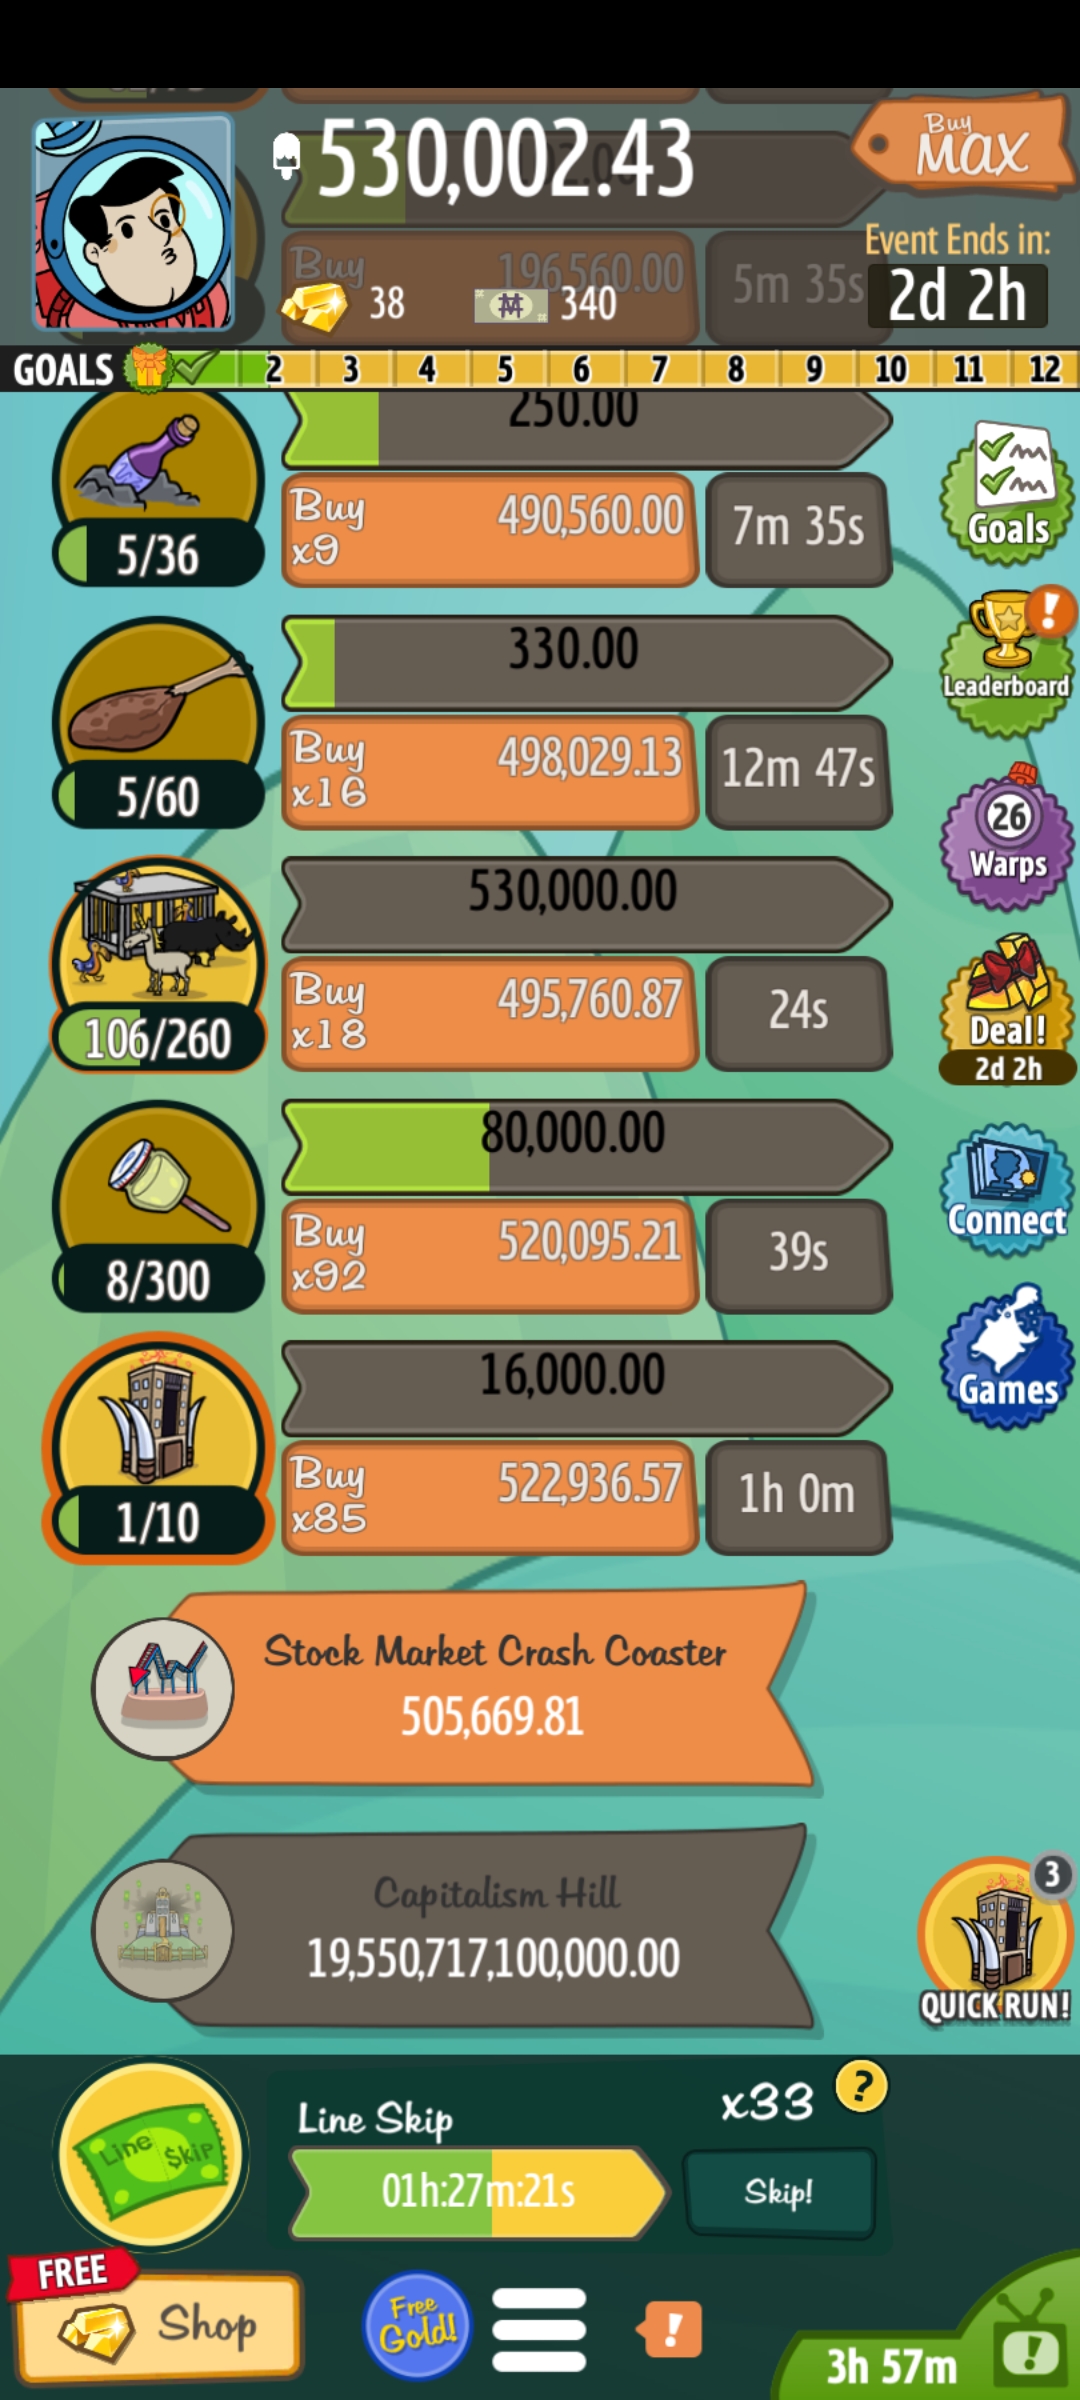 530,002.43
Buy
MAX
Event Ends in:
2d 2h
Buy
196,560.00
5m 35s
38
340
GOALS
2
3
4
5
6
7
8
9
10
11
12
250.00
5/36
Buy
x9
490,560.00
7m 35s
Goals
330.00
5/60
Buy
x16
498,029.13
12m 47s
Leaderboard
26
Warps
530,000.00
106/260
Buy
x18
495,760.87
24s
Deal!
2d 2h
80,000.00
8/300
Buy
x92
520,095.21
39s
Connect
16,000.00
1/10
Buy
x85
522,936.57
1h 0m
Games
Stock Market Crash Coaster
505,669.81
Capitalism Hill
19,550,717,100,000.00
3
QUICK RUN!
Line $kip
Line Skip
x33
?
01h:27m:21s
Skip!
FREE
Shop
Free
Gold!
!
3h 57m
!